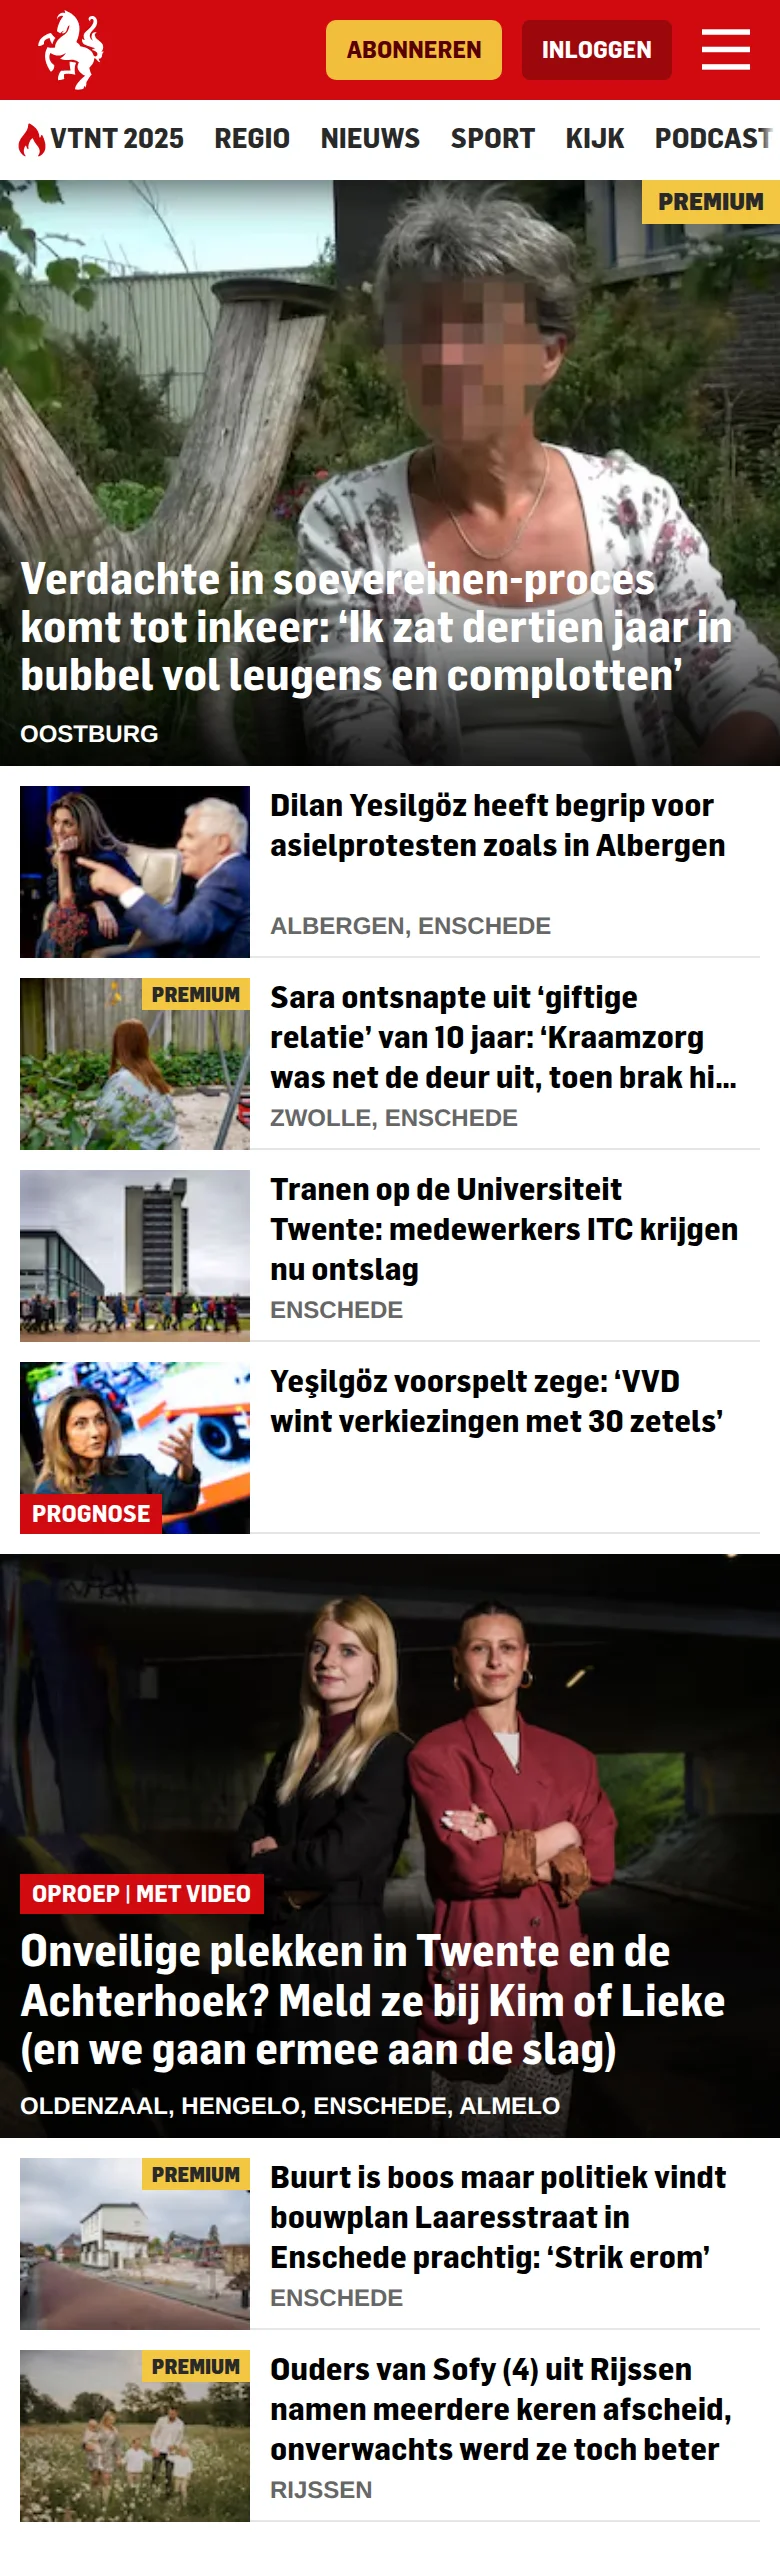 ABONNEREN
INLOGGEN
VTNT 2025
REGIO
NIEUWS
SPORT
KIJK
PODCAST
PREMIUM
Verdachte in soevereinen-proces
komt tot inkeer: ‘Ik zat dertien jaar in
bubbel vol leugens en complotten’
OOSTBURG
Dilan Yesilgöz heeft begrip voor
asielprotesten zoals in Albergen
ALBERGEN, ENSCHEDE
PREMIUM
Sara ontsnapte uit ‘giftige
relatie’ van 10 jaar: ‘Kraamzorg
was net de deur uit, toen brak hi...
ZWOLLE, ENSCHEDE
Tranen op de Universiteit
Twente: medewerkers ITC krijgen
nu ontslag
ENSCHEDE
PROGNOSE
Yeşilgöz voorspelt zege: ‘VVD
wint verkiezingen met 30 zetels’
OPROEP | MET VIDEO
Onveilige plekken in Twente en de
Achterhoek? Meld ze bij Kim of Lieke
(en we gaan ermee aan de slag)
OLDENZAAL, HENGELO, ENSCHEDE, ALMELO
PREMIUM
Buurt is boos maar politiek vindt
bouwplan Laaresstraat in
Enschede prachtig: ‘Strik erom’
ENSCHEDE
PREMIUM
Ouders van Sofy (4) uit Rijssen
namen meerdere keren afscheid,
onverwachts werd ze toch beter
RIJSSEN